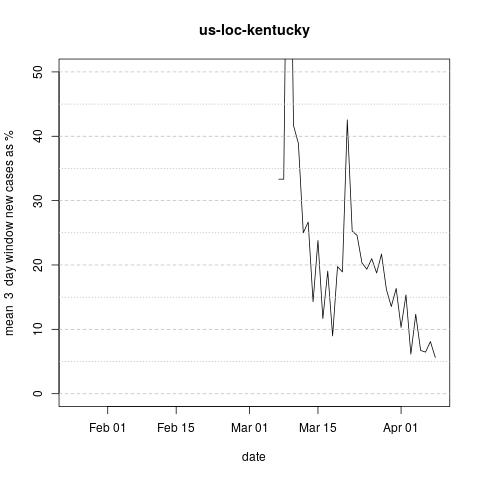 us-loc-kentucky
mean  3  day window new cases as %
50
40
30
20
10
0
Feb 01
Feb 15
Mar 01
Mar 15
Apr 01
date